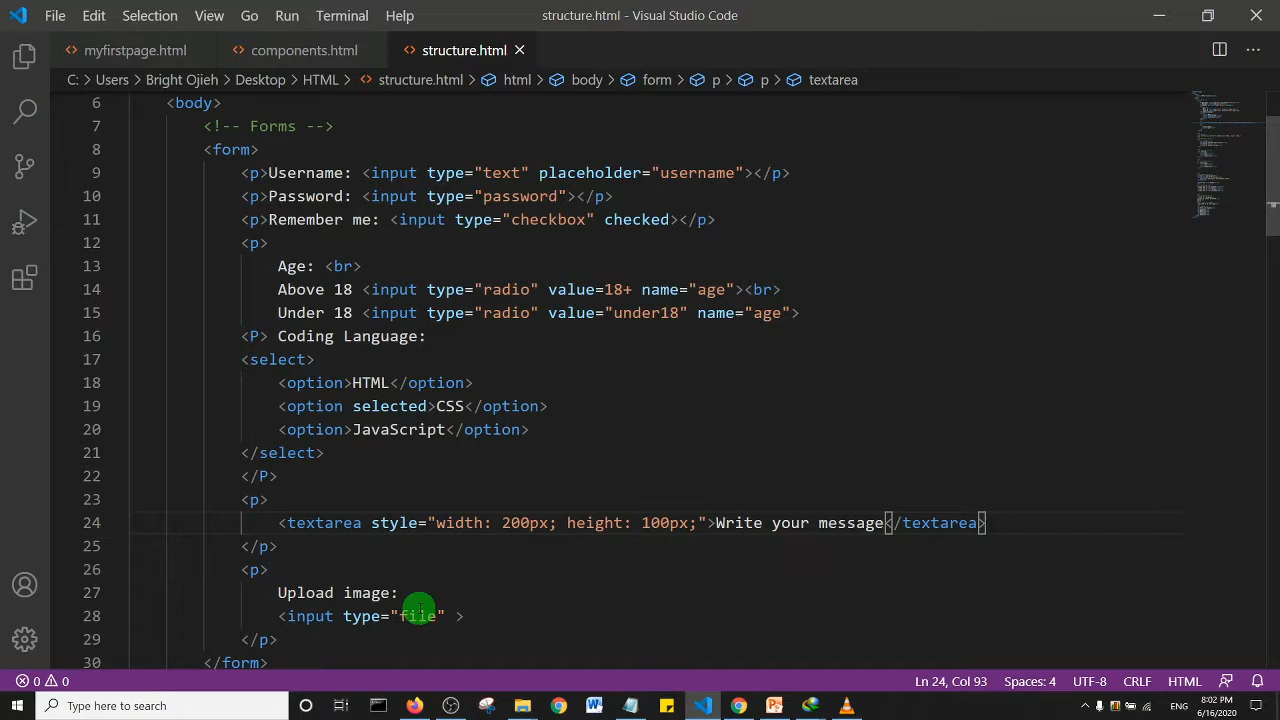 File Edit Selection View Go Run Terminal Help structure.html - Visual Studio Code
myfirstpage.html components.html structure.html
C: > Users > Bright Ojieh > Desktop > HTML > structure.html > html > body > form > p > p > textarea
6 <body>
7 <!-- Forms -->
8 <form>
9 <p>Username: <input type="text" placeholder="username"></p>
10 <p>Password: <input type="password"></p>
11 <p>Remember me: <input type="checkbox" checked></p>
12 <p>
13 Age: <br>
14 Above 18 <input type="radio" value=18+ name="age"><br>
15 Under 18 <input type="radio" value="under18" name="age">
16 <P> Coding Language:
17 <select>
18 <option>HTML</option>
19 <option selected>CSS</option>
20 <option>JavaScript</option>
21 </select>
22 </P>
23 <p>
24 <textarea style="width: 200px; height: 100px;">Write your message</textarea>
25 </p>
26 <p>
27 Upload image:
28 <input type="file" >
29 </p>
30 </form>
0 0 Ln 24, Col 93 Spaces: 4 UTF-8 CRLF HTML
Type here to search ENG 8:02 PM
6/16/2020